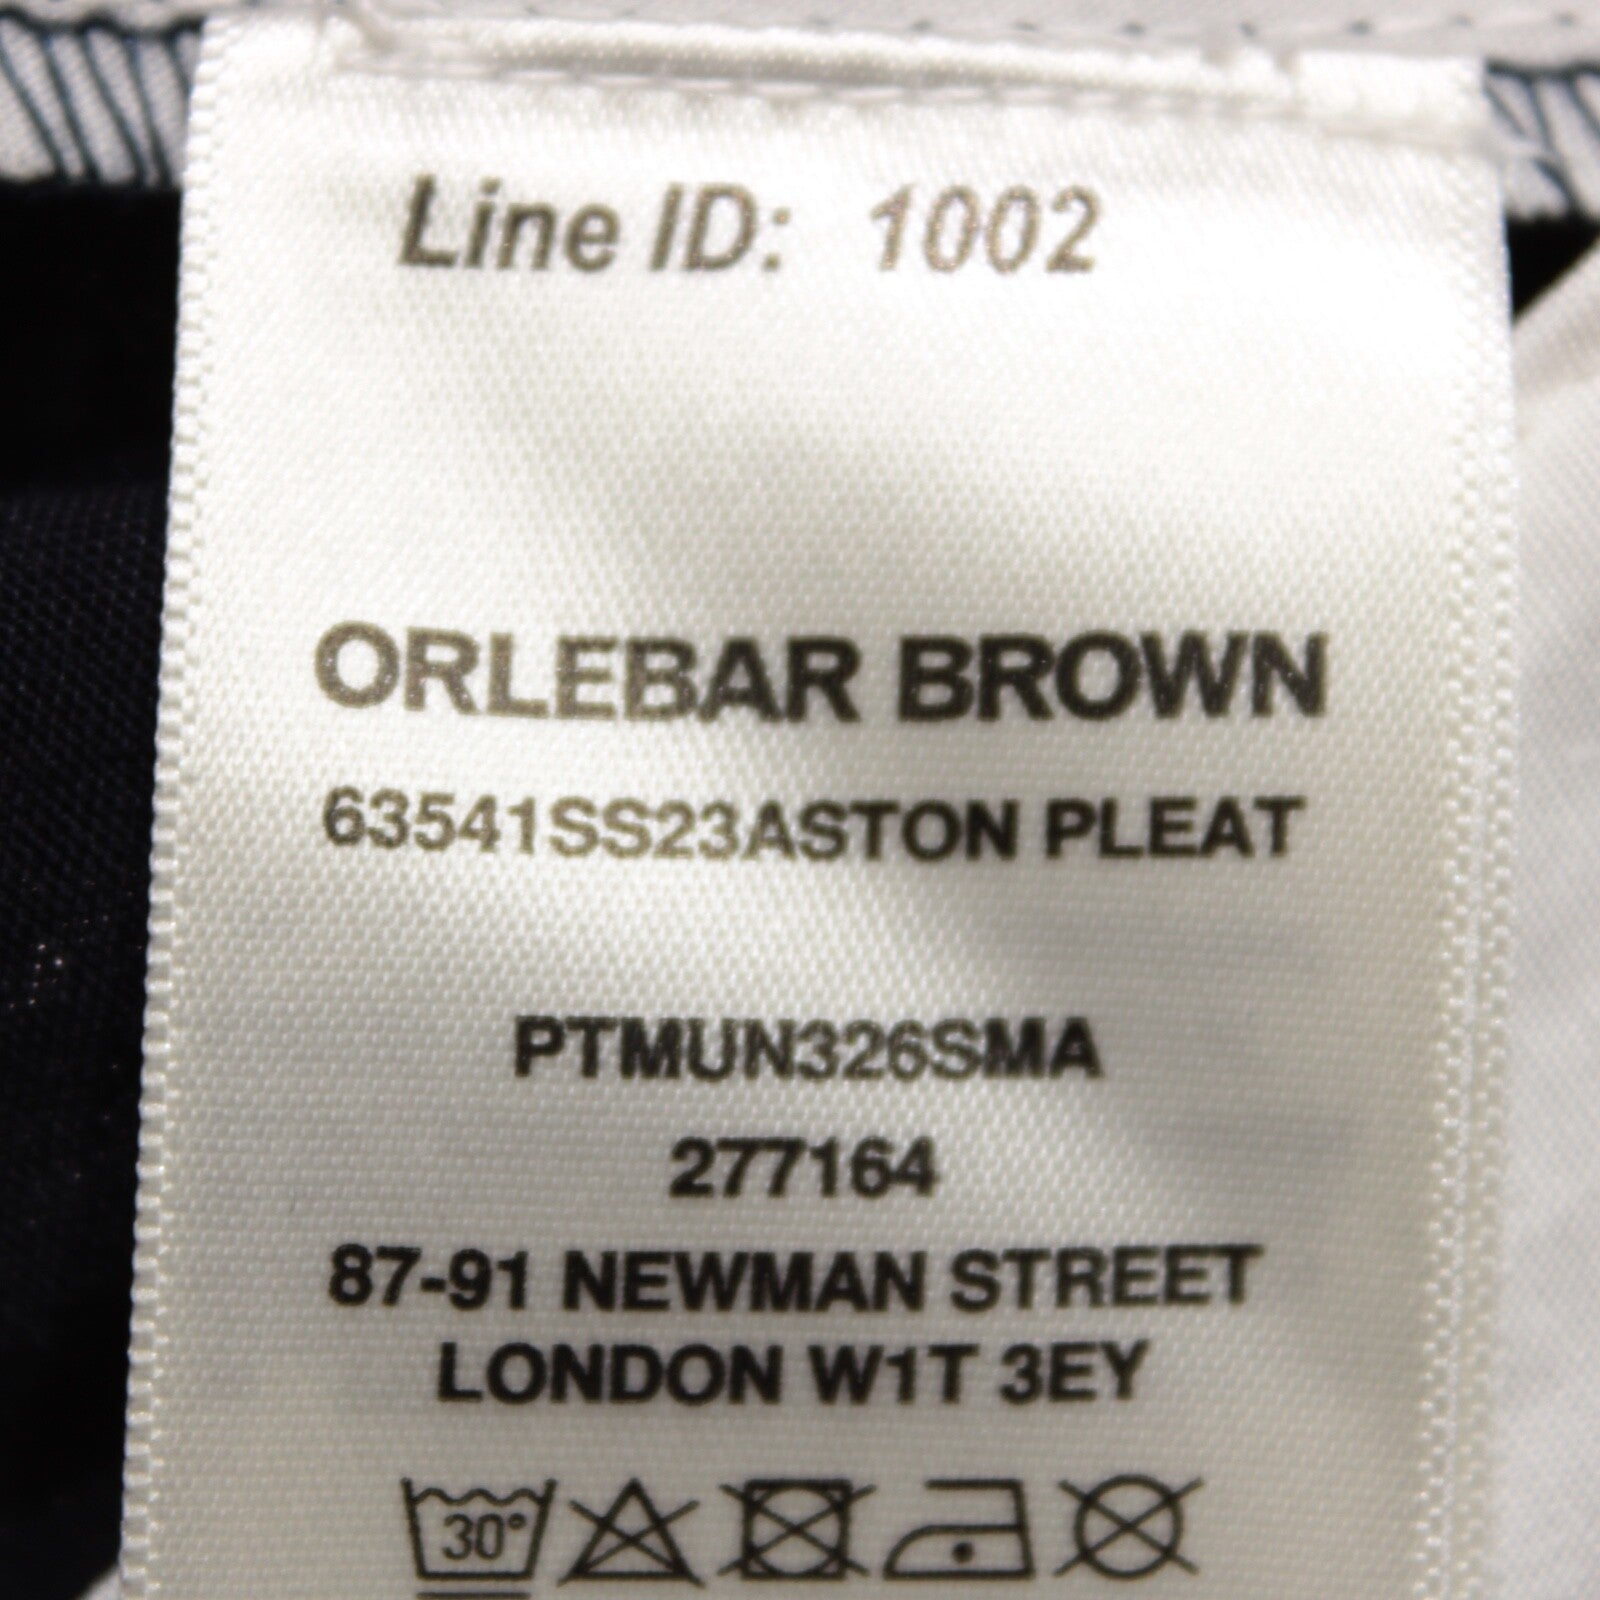 Line ID: 1002
ORLEBAR BROWN
63541SS23ASTON PLEAT
PTMUN326SMA
277164
87-91 NEWMAN STREET
LONDON W1T 3EY
30°